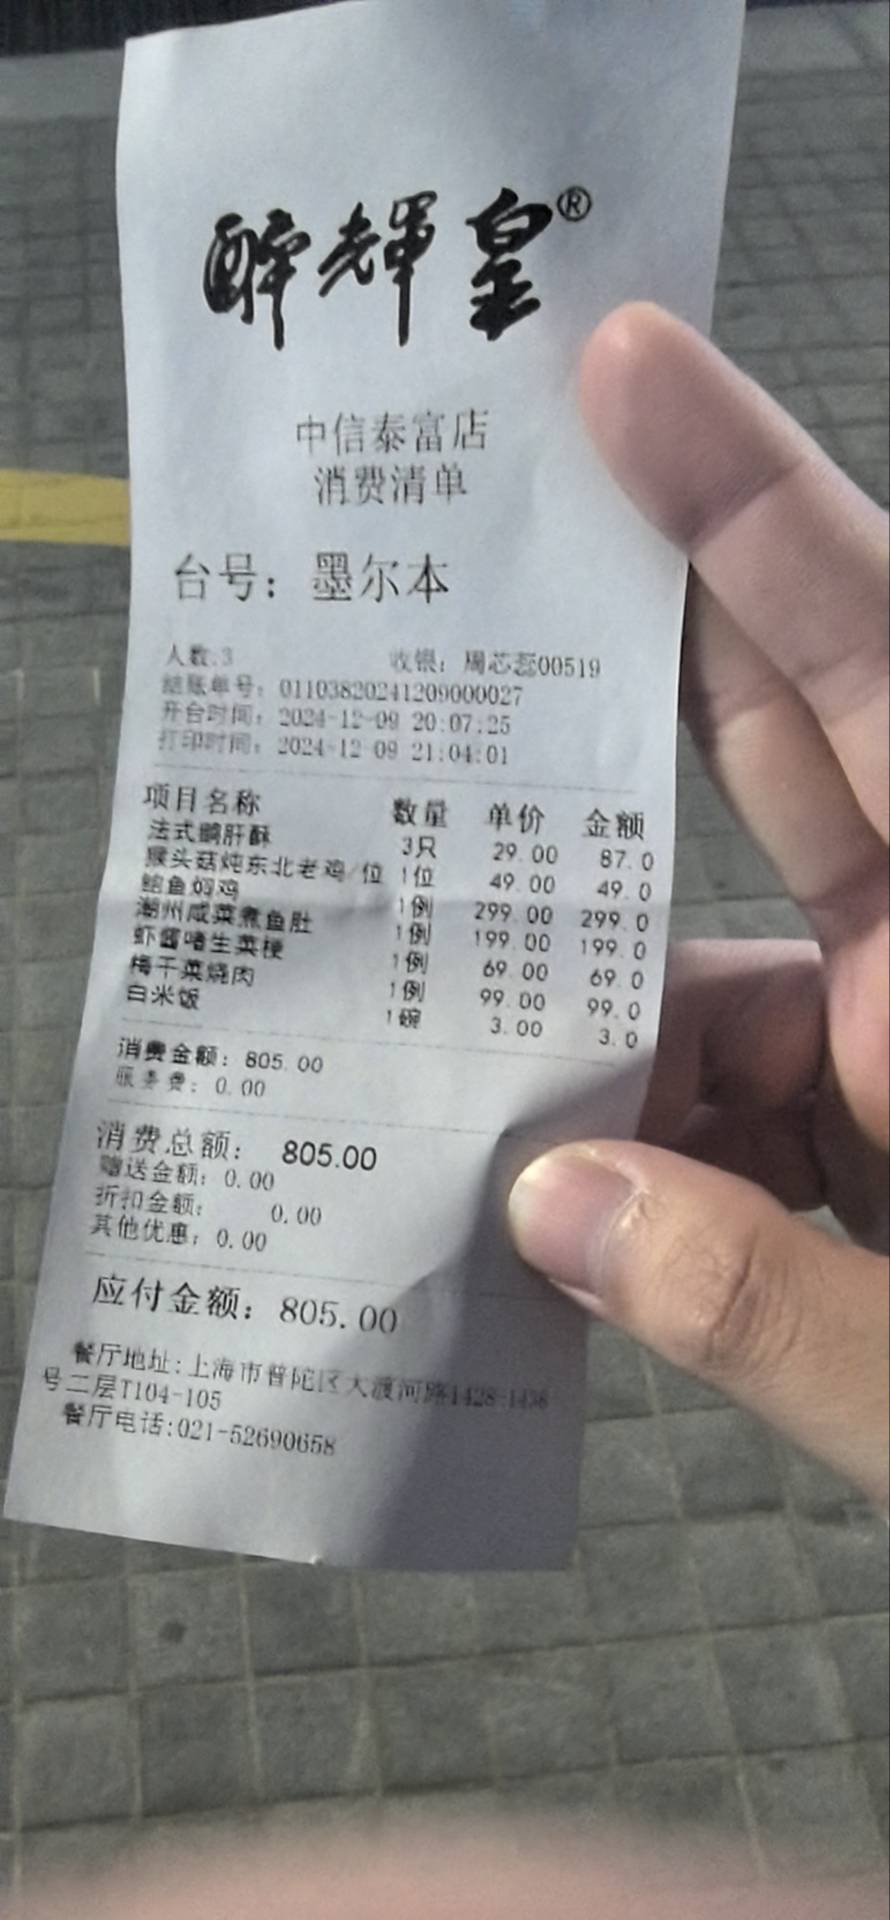 醉輝皇®
中信泰富店
消费清单
台号: 墨尔本
人数:3 收银: 周芯蕊00519
结账单号: 01103820241209000027
开台时间: 2024-12-09 20:07:25
打印时间: 2024-12-09 21:04:01
项目名称 数量 单价 金额
法式鹅肝酥 3只 29.00 87.0
猴头菇炖东北老鸡/位 1位 49.00 49.0
鲍鱼焖鸡 1例 299.00 299.0
潮州咸菜煮鱼肚 1例 199.00 199.0
虾酱啫生菜梗 1例 69.00 69.0
梅干菜烧肉 1例 99.00 99.0
白米饭 1碗 3.00 3.0
消费金额: 805.00
服务费: 0.00
消费总额: 805.00
赠送金额: 0.00
折扣金额: 0.00
其他优惠: 0.00
应付金额: 805.00
餐厅地址:上海市普陀区大渡河路1428-1438
号二层T104-105
餐厅电话:021-52690658